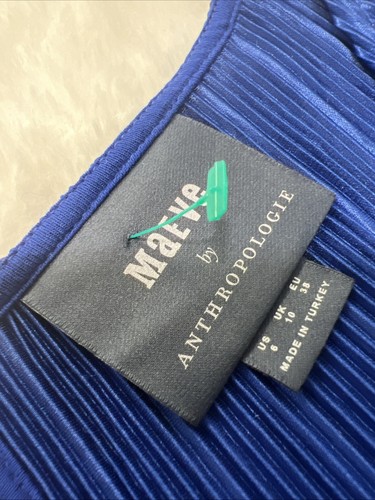 MaEve
by
ANTHROPOLOGIE
US UK EU
6 10 38
MADE IN TURKEY